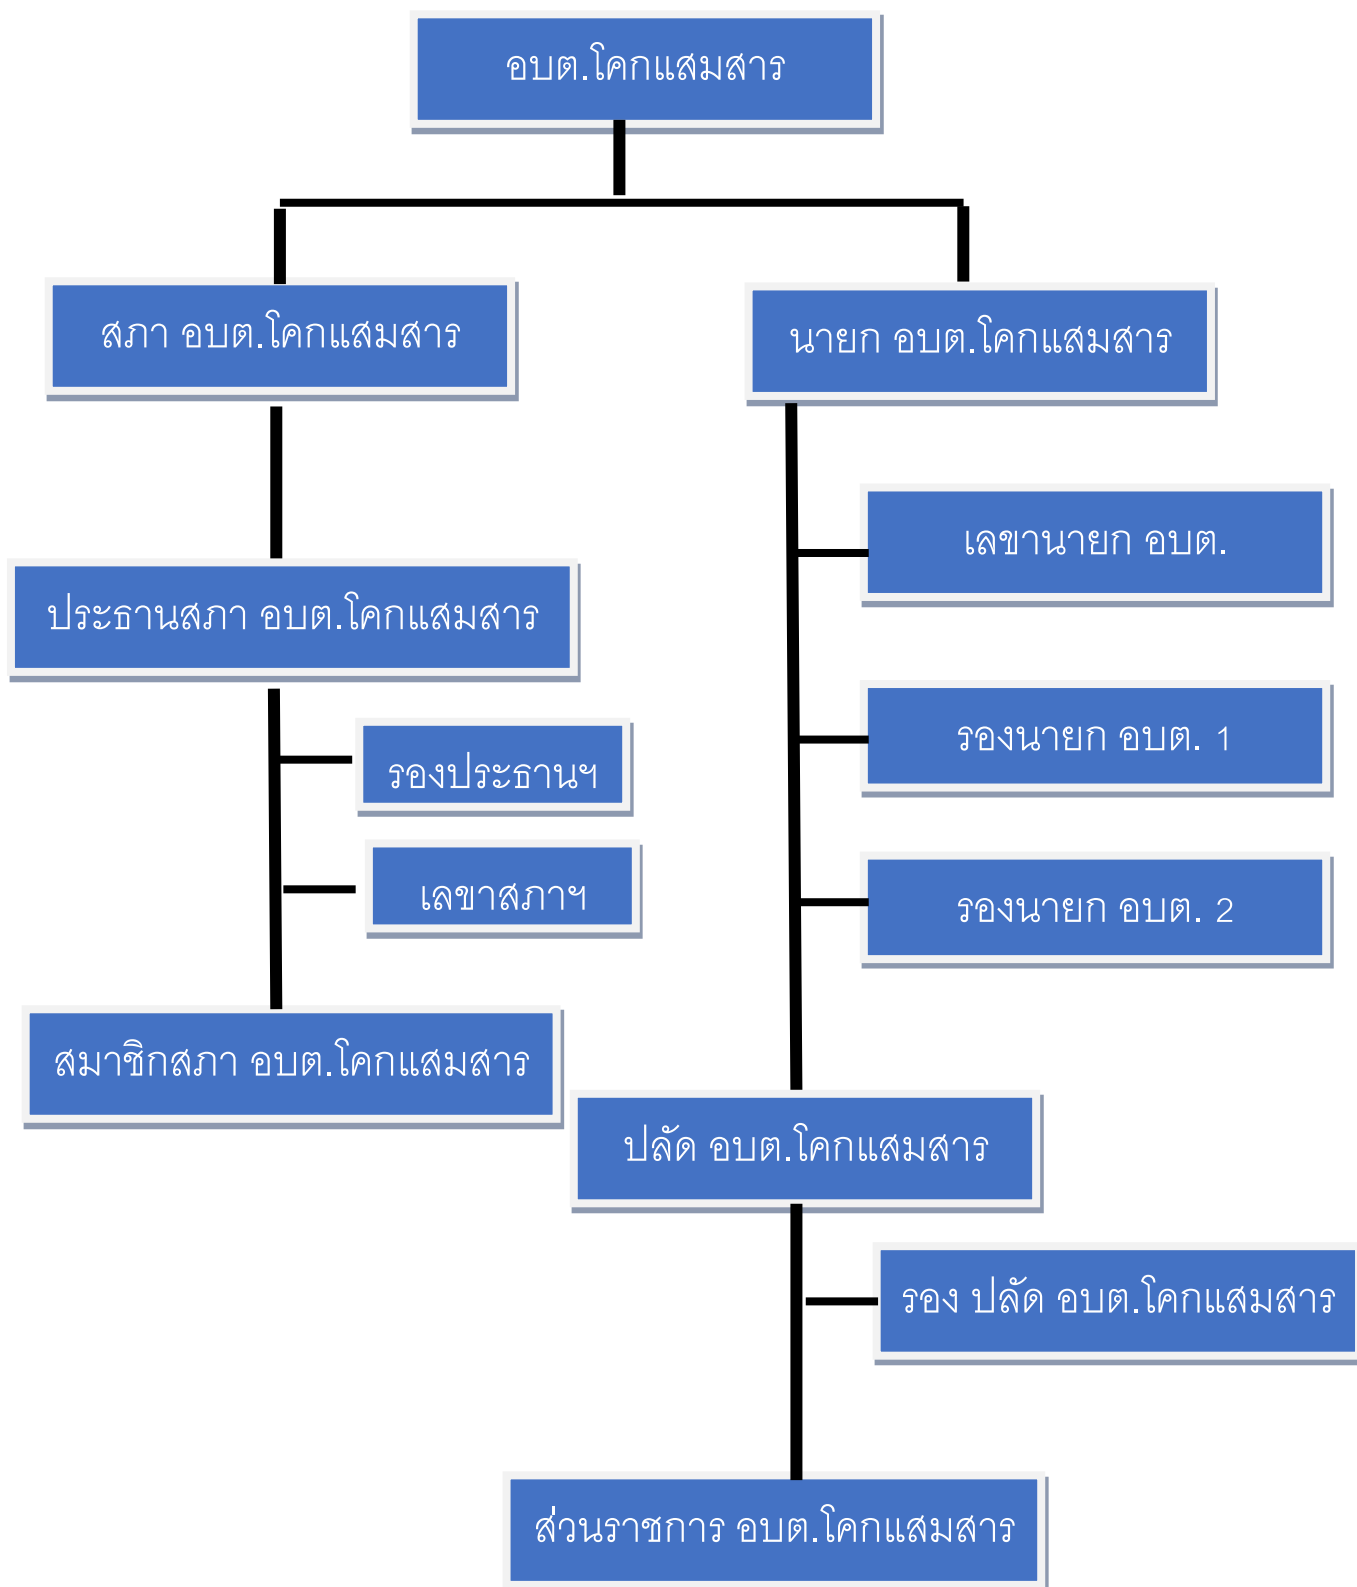 อบต.โคกแสมสาร
สภา อบต.โคกแสมสาร
นายก อบต.โคกแสมสาร
เลขานายก อบต.
ประธานสภา อบต.โคกแสมสาร
รองนายก อบต. 1
รองประธานฯ
เลขาสภาฯ
รองนายก อบต. 2
สมาชิกสภา อบต.โคกแสมสาร
ปลัด อบต.โคกแสมสาร
รอง ปลัด อบต.โคกแสมสาร
ส่วนราชการ อบต.โคกแสมสาร